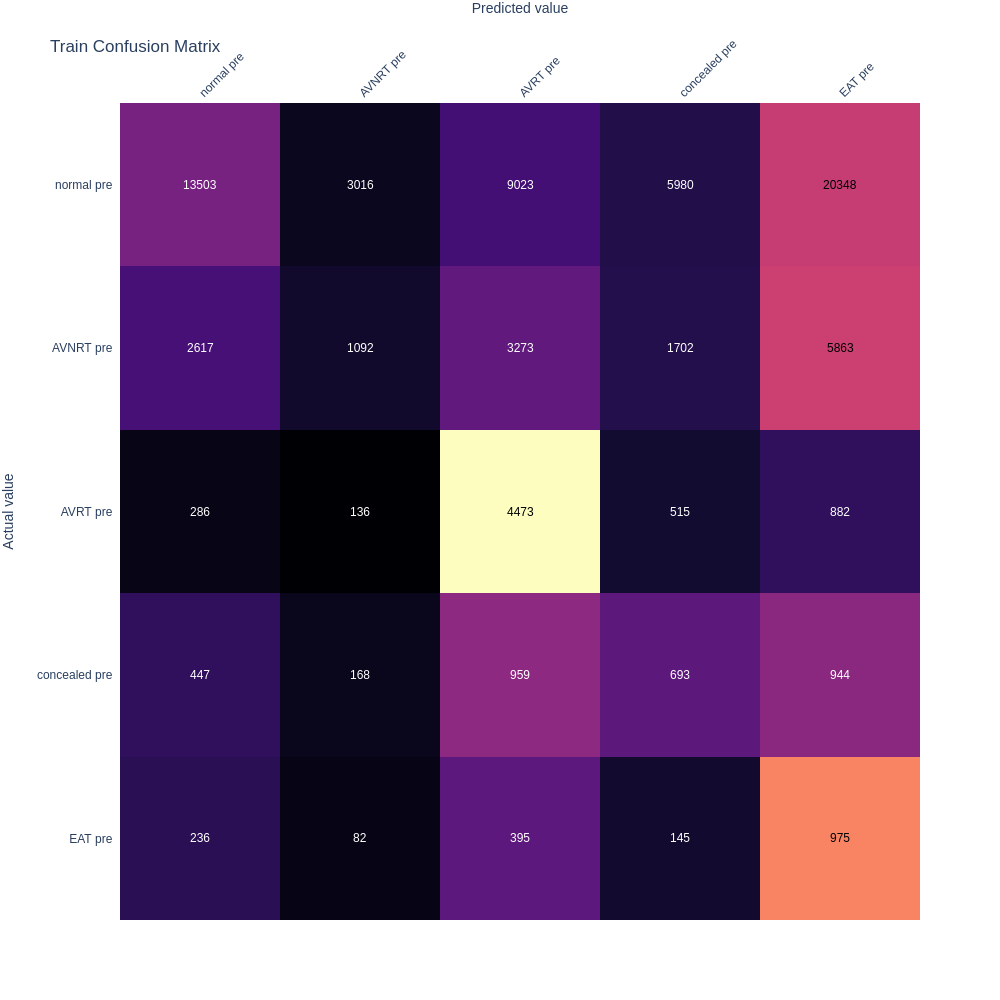 Predicted value
Train Confusion Matrix
normal pre
AVNRT pre
AVRT pre
concealed pre
EAT pre
normal pre 13503 3016 9023 5980 20348
AVNRT pre 2617 1092 3273 1702 5863
AVRT pre 286 136 4473 515 882
concealed pre 447 168 959 693 944
EAT pre 236 82 395 145 975
Actual value